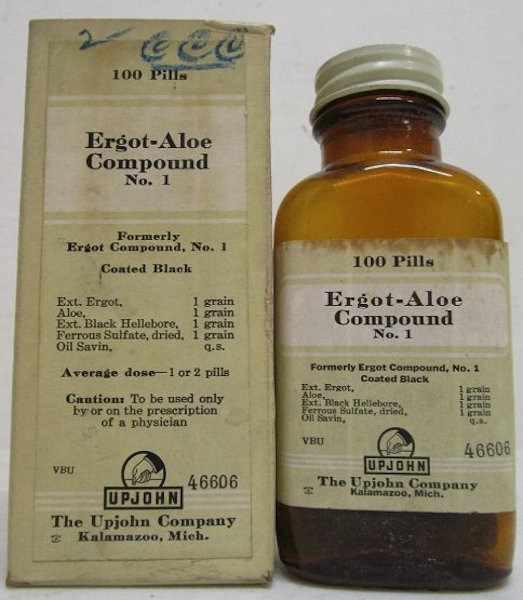 100 Pills
Ergot-Aloe
Compound
No. 1
Formerly
Ergot Compound, No. 1
Coated Black
Ext. Ergot, 1 grain
Aloe, 1 grain
Ext. Black Hellebore, 1 grain
Ferrous Sulfate, dried, 1 grain
Oil Savin, q.s.
Average dose—1 or 2 pills
Caution: To be used only
by or on the prescription
of a physician
VBU
UPJOHN
46606
The Upjohn Company
Kalamazoo, Mich.
100 Pills
Ergot-Aloe
Compound
No. 1
Formerly Ergot Compound, No. 1
Coated Black
Ext. Ergot, 1 grain
Aloe, 1 grain
Ext. Black Hellebore, 1 grain
Ferrous Sulfate, dried, 1 grain
Oil Savin, q.s.
VBU
UPJOHN
46606
The Upjohn Company
Kalamazoo, Mich.